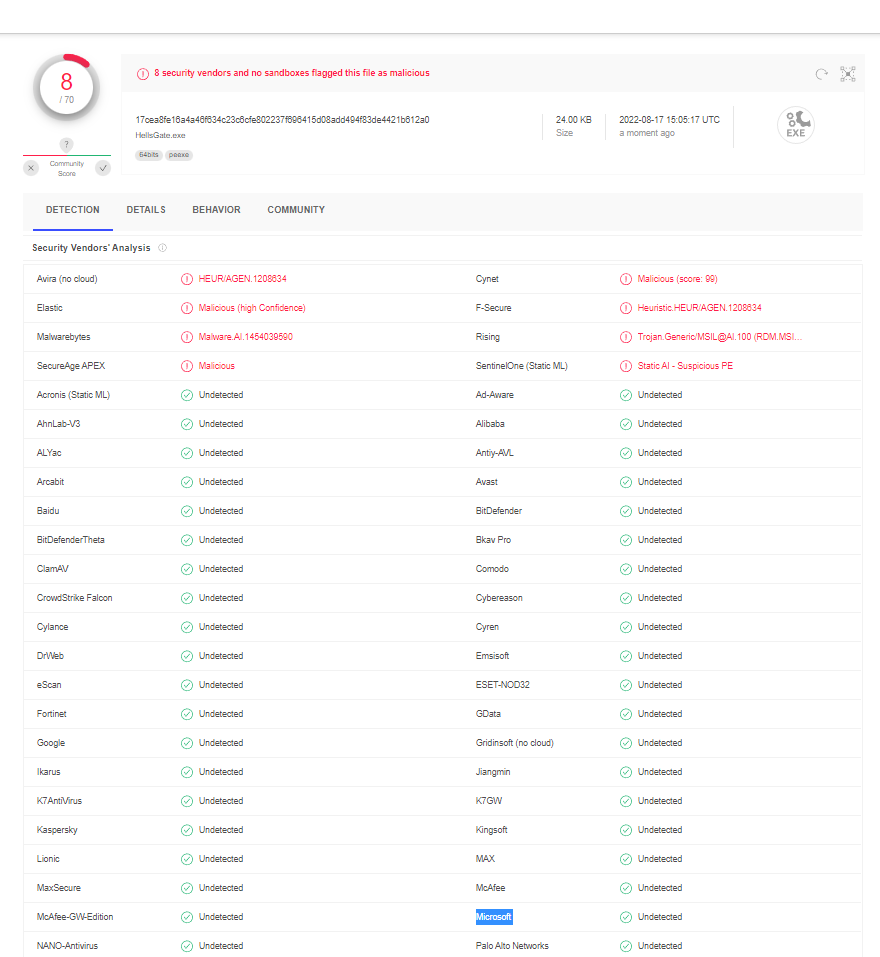 8
/ 70
?
Community
Score
8 security vendors and no sandboxes flagged this file as malicious
17cea8fe16a4a46f634c23c6cfe802237f696415d08add494f83de4421b612a0
HellsGate.exe
64bits peexe
24.00 KB
Size
2022-08-17 15:05:17 UTC
a moment ago
EXE
DETECTION DETAILS BEHAVIOR COMMUNITY
Security Vendors' Analysis
Avira (no cloud) HEUR/AGEN.1208634 Cynet Malicious (score: 99)
Elastic Malicious (high Confidence) F-Secure Heuristic.HEUR/AGEN.1208634
Malwarebytes Malware.AI.1454039590 Rising Trojan.Generic/MSIL@AI.100 (RDM.MSI...
SecureAge APEX Malicious SentinelOne (Static ML) Static AI - Suspicious PE
Acronis (Static ML) Undetected Ad-Aware Undetected
AhnLab-V3 Undetected Alibaba Undetected
ALYac Undetected Antiy-AVL Undetected
Arcabit Undetected Avast Undetected
Baidu Undetected BitDefender Undetected
BitDefenderTheta Undetected Bkav Pro Undetected
ClamAV Undetected Comodo Undetected
CrowdStrike Falcon Undetected Cybereason Undetected
Cylance Undetected Cyren Undetected
DrWeb Undetected Emsisoft Undetected
eScan Undetected ESET-NOD32 Undetected
Fortinet Undetected GData Undetected
Google Undetected Gridinsoft (no cloud) Undetected
Ikarus Undetected Jiangmin Undetected
K7AntiVirus Undetected K7GW Undetected
Kaspersky Undetected Kingsoft Undetected
Lionic Undetected MAX Undetected
MaxSecure Undetected McAfee Undetected
McAfee-GW-Edition Undetected Microsoft Undetected
NANO-Antivirus Undetected Palo Alto Networks Undetected